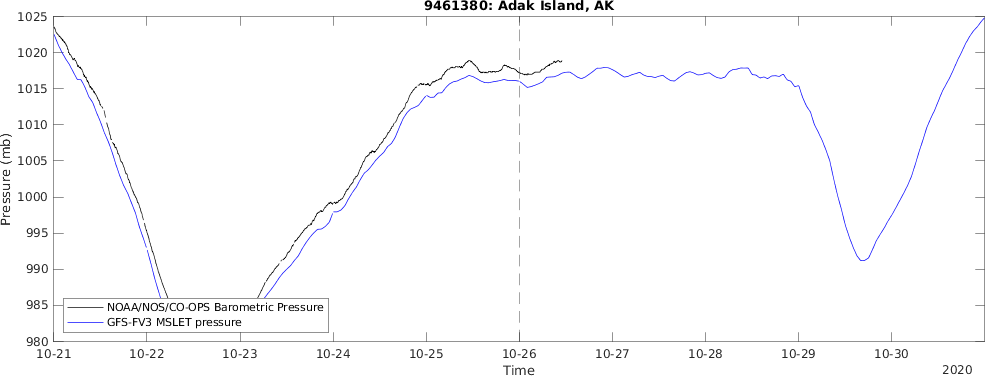 9461380: Adak Island, AK
Pressure (mb)
1025
1020
1015
1010
1005
1000
995
990
985
980
NOAA/NOS/CO-OPS Barometric Pressure
GFS-FV3 MSLET pressure
10-21 10-22 10-23 10-24 10-25 10-26 10-27 10-28 10-29 10-30
Time
2020